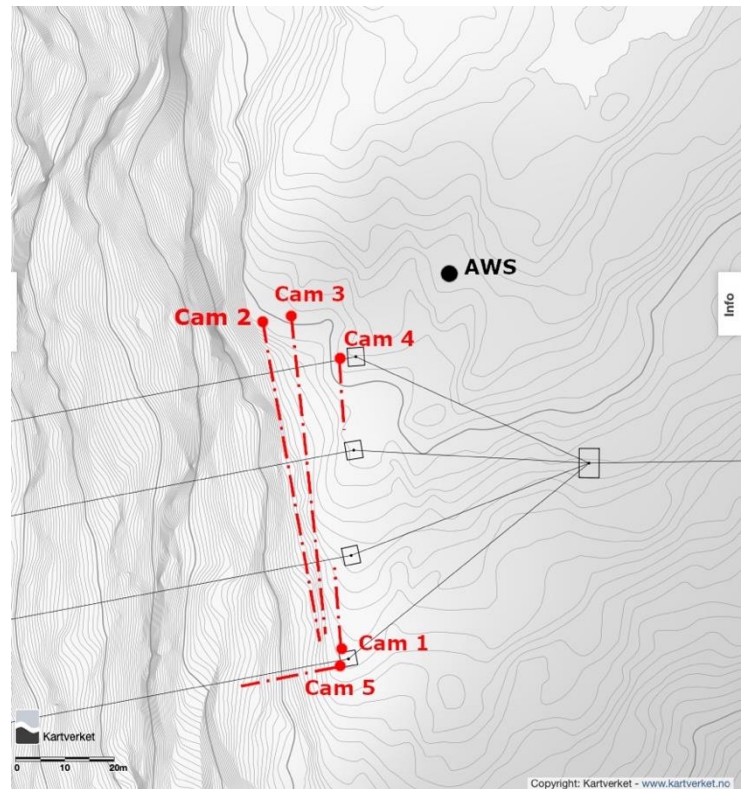 AWS
Info
Cam 3
Cam 2
Cam 4
Cam 1
Cam 5
Kartverket
0 10 20m
Copyright: Kartverket - www.kartverket.no